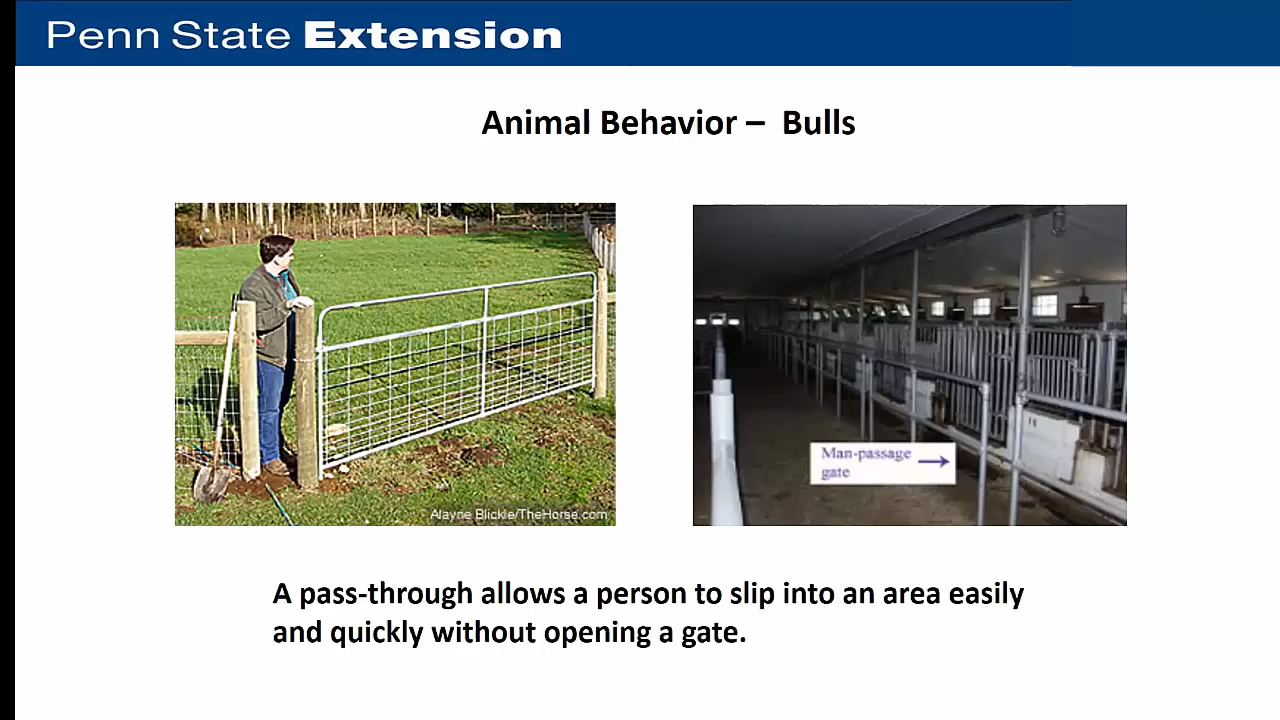 Penn State Extension
Animal Behavior – Bulls
Alayne Blickle/TheHorse.com
Man-passage
gate
A pass-through allows a person to slip into an area easily
and quickly without opening a gate.